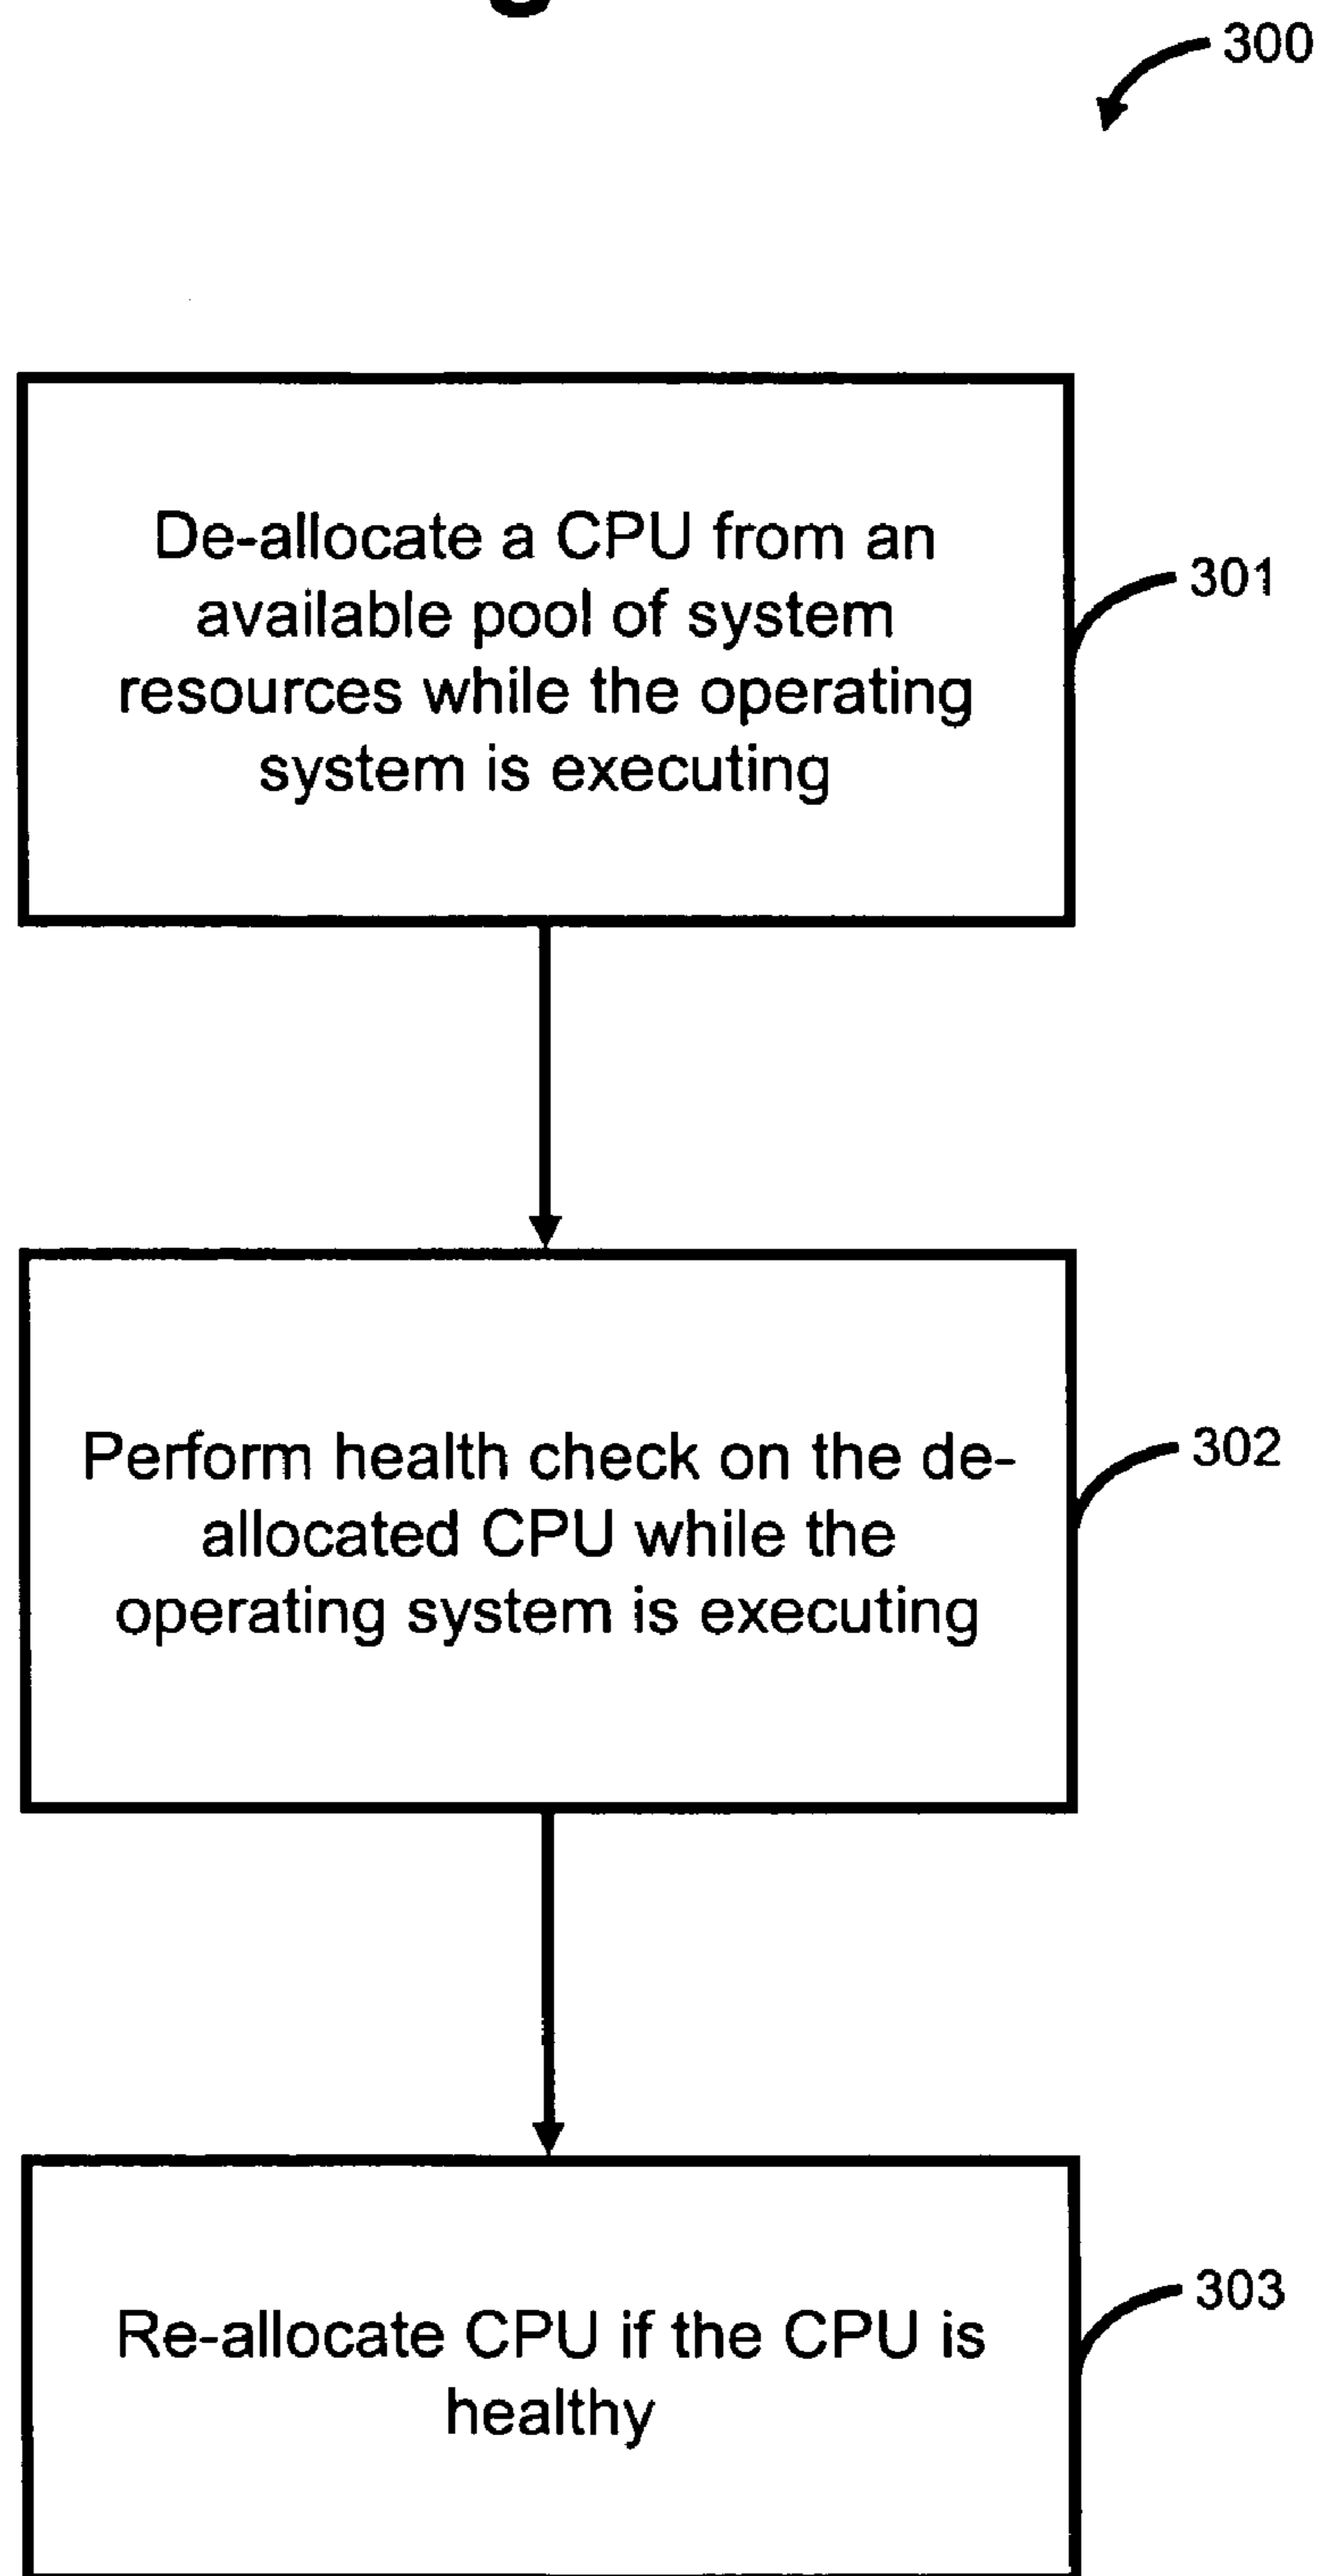 300
De-allocate a CPU from an
available pool of system
resources while the operating
system is executing
301
Perform health check on the de-
allocated CPU while the
operating system is executing
302
Re-allocate CPU if the CPU is
healthy
303